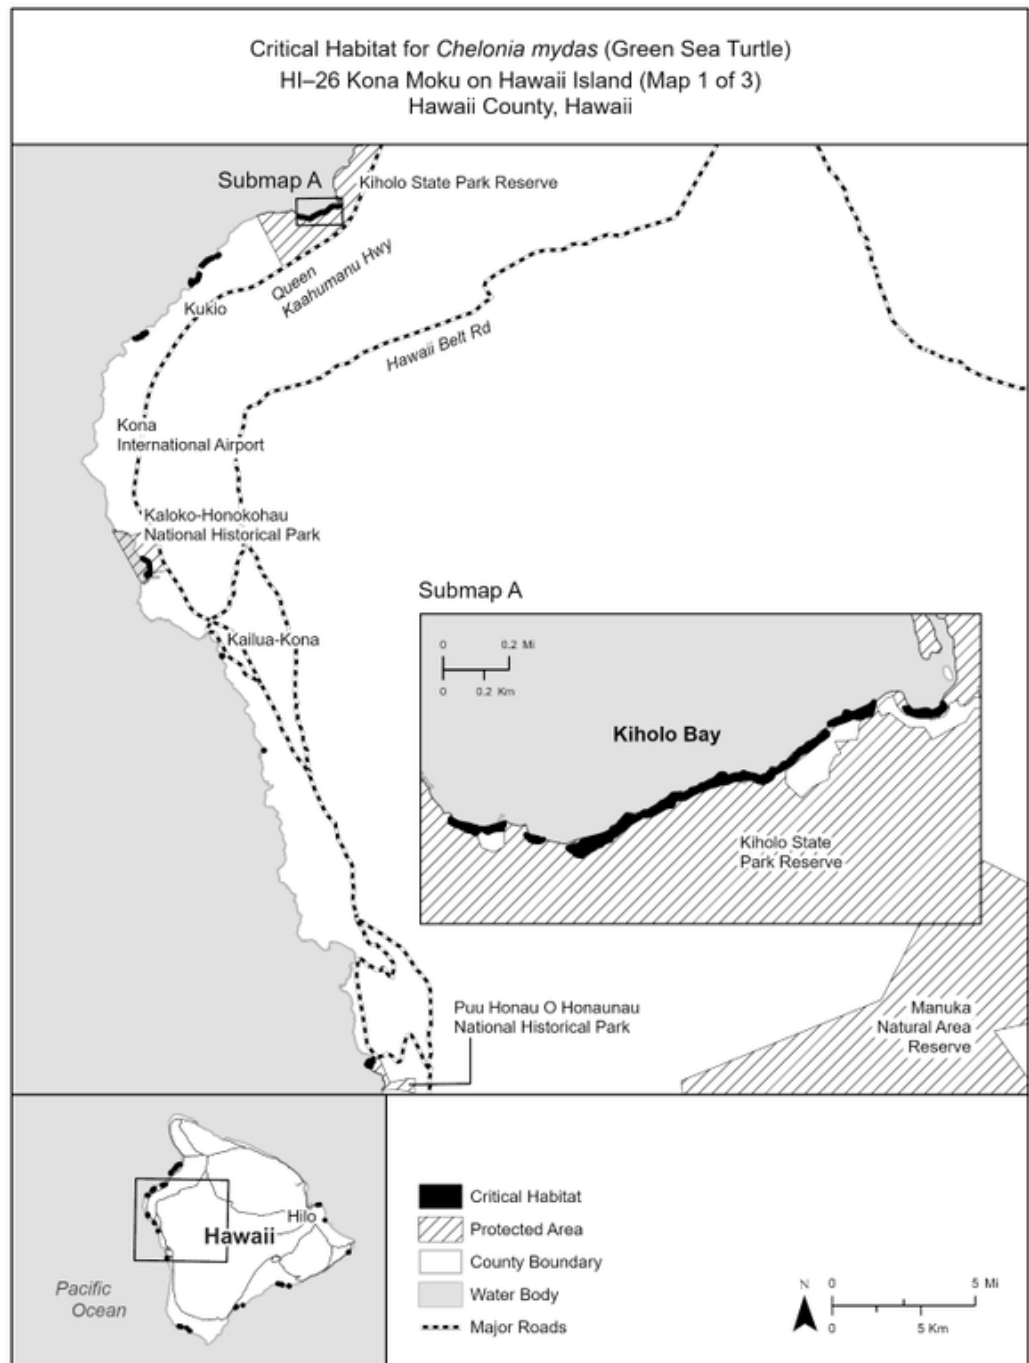 Critical Habitat for Chelonia mydas (Green Sea Turtle)
HI–26 Kona Moku on Hawaii Island (Map 1 of 3)
Hawaii County, Hawaii
Submap A
Kiholo State Park Reserve
Queen
Kaahumanu Hwy
Kukio
Hawaii Belt Rd
Kona
International Airport
Kaloko-Honokohau
National Historical Park
Kailua-Kona
Submap A
0 0.2 Mi
0 0.2 Km
Kiholo Bay
Kiholo State
Park Reserve
Puu Honau O Honaunau
National Historical Park
Manuka
Natural Area
Reserve
Hilo
Hawaii
Pacific
Ocean
Critical Habitat
Protected Area
County Boundary
Water Body
Major Roads
N
0 5 Mi
0 5 Km